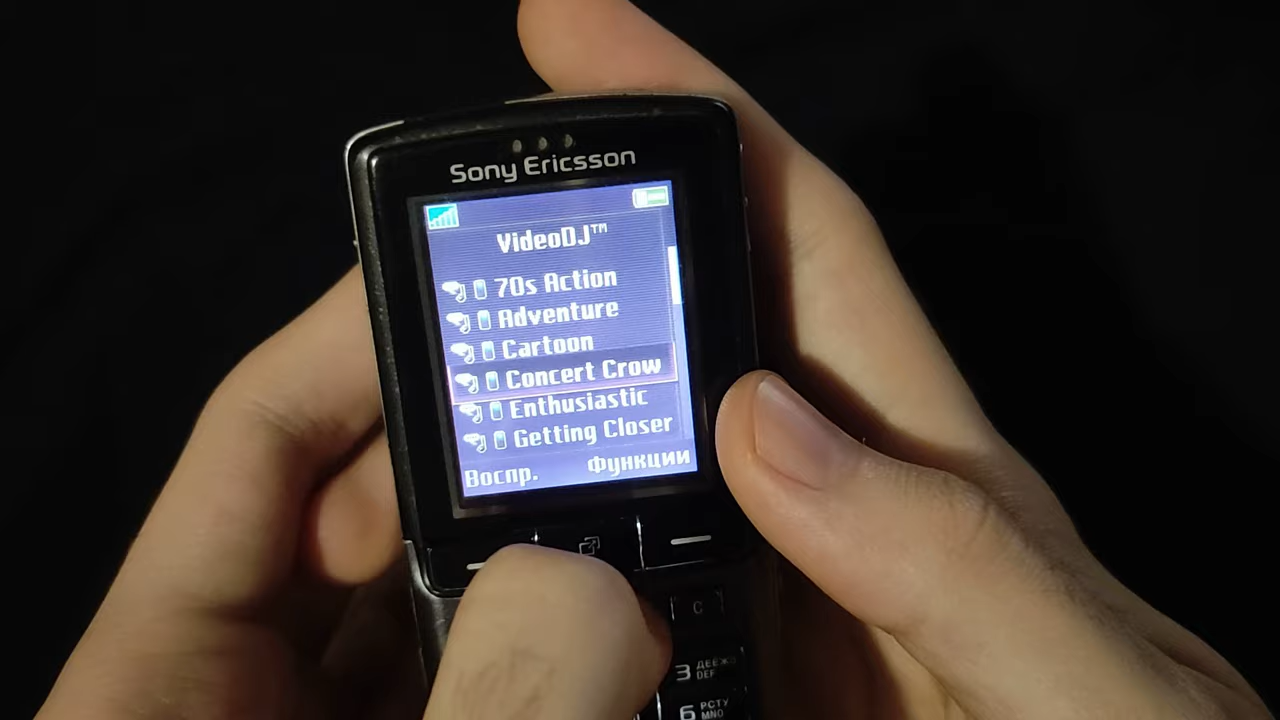 Sony Ericsson
VideoDJ™
70s Action
Adventure
Cartoon
Concert Crow
Enthusiastic
Getting Closer
Воспр. Функции
C
3 ДЕЁЖЗ
DEF
6 РСТУ
MNO